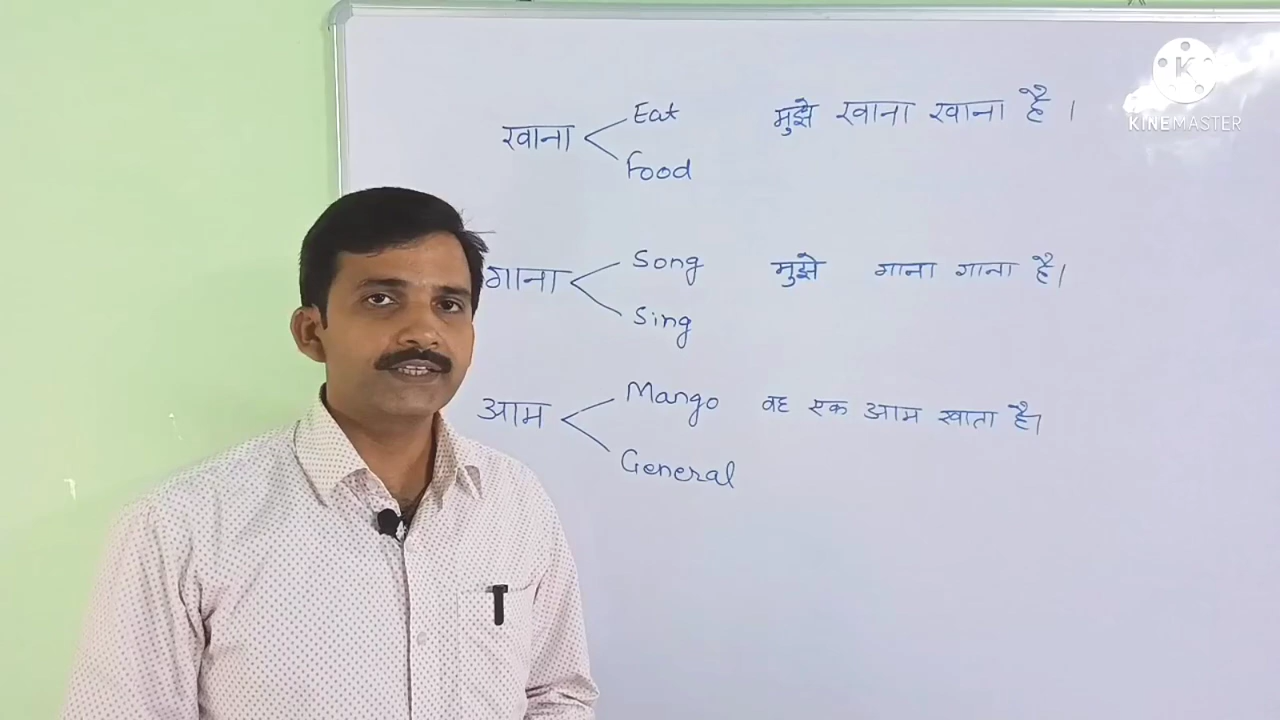 खाना Eat Food मुझे खाना खाना है।
गाना Song Sing मुझे गाना गाना है।
आम Mango General वह एक आम खाता है।
K
KINEMASTER